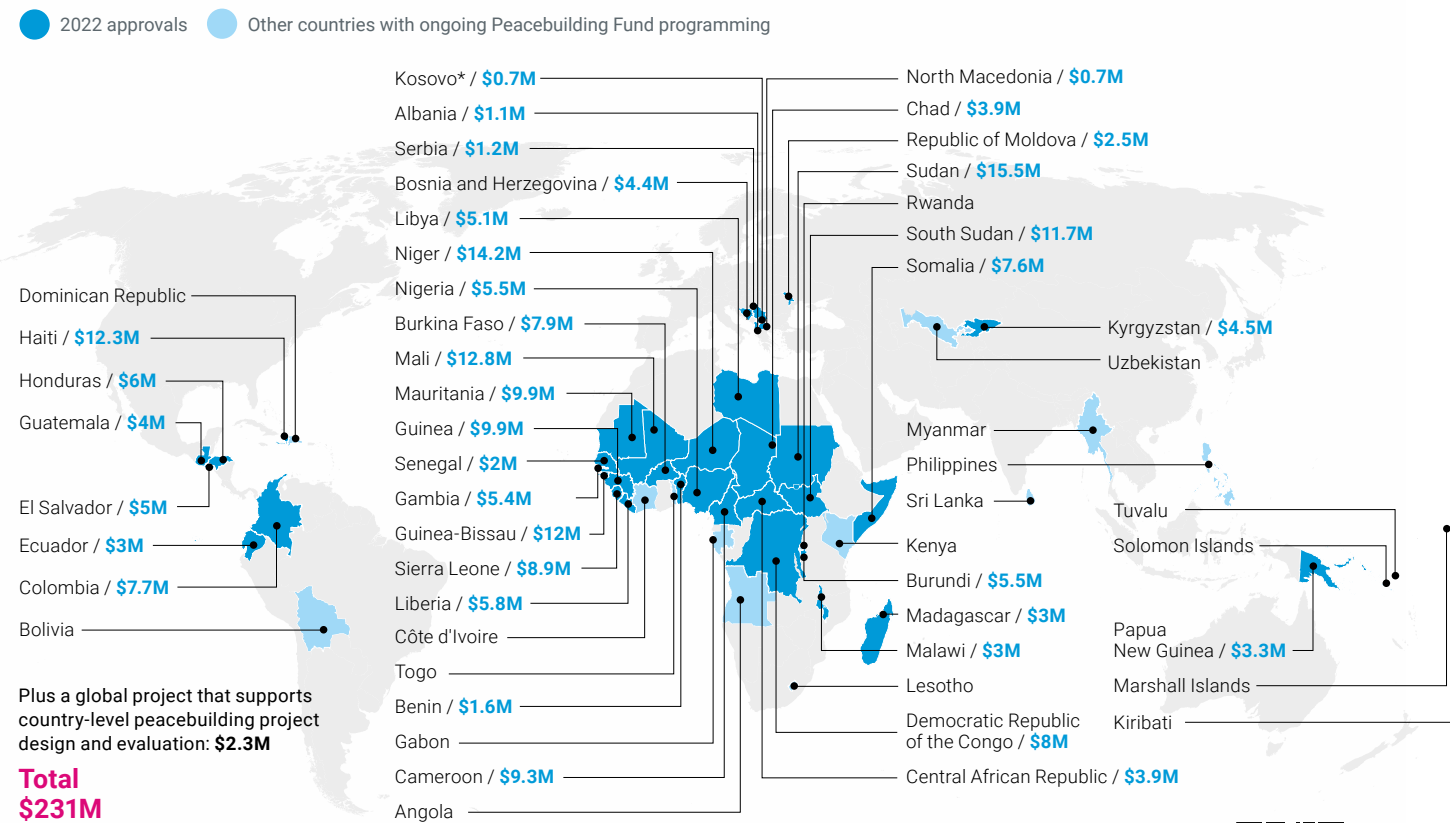 2022 approvals
Other countries with ongoing Peacebuilding Fund programming
Dominican Republic
Haiti / $12.3M
Honduras / $6M
Guatemala / $4M
El Salvador / $5M
Ecuador / $3M
Colombia / $7.7M
Bolivia
Plus a global project that supports
country-level peacebuilding project
design and evaluation: $2.3M
Total
$231M
Kosovo* / $0.7M
Albania / $1.1M
Serbia / $1.2M
Bosnia and Herzegovina / $4.4M
Libya / $5.1M
Niger / $14.2M
Nigeria / $5.5M
Burkina Faso / $7.9M
Mali / $12.8M
Mauritania / $9.9M
Guinea / $9.9M
Senegal / $2M
Gambia / $5.4M
Guinea-Bissau / $12M
Sierra Leone / $8.9M
Liberia / $5.8M
Côte d'Ivoire
Togo
Benin / $1.6M
Gabon
Cameroon / $9.3M
Angola
North Macedonia / $0.7M
Chad / $3.9M
Republic of Moldova / $2.5M
Sudan / $15.5M
Rwanda
South Sudan / $11.7M
Somalia / $7.6M
Kyrgyzstan / $4.5M
Uzbekistan
Myanmar
Philippines
Sri Lanka
Kenya
Burundi / $5.5M
Madagascar / $3M
Malawi / $3M
Lesotho
Democratic Republic
of the Congo / $8M
Central African Republic / $3.9M
Tuvalu
Solomon Islands
Papua
New Guinea / $3.3M
Marshall Islands
Kiribati